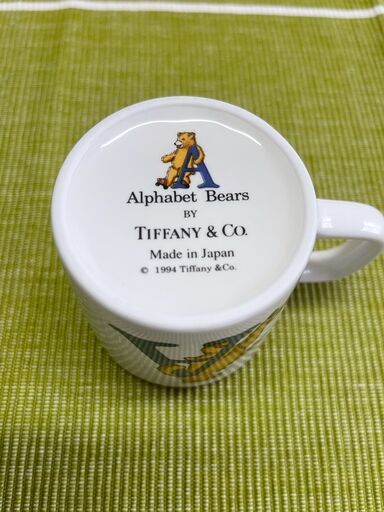 A
Alphabet Bears
BY
TIFFANY & CO.
Made in Japan
© 1994 Tiffany &Co.